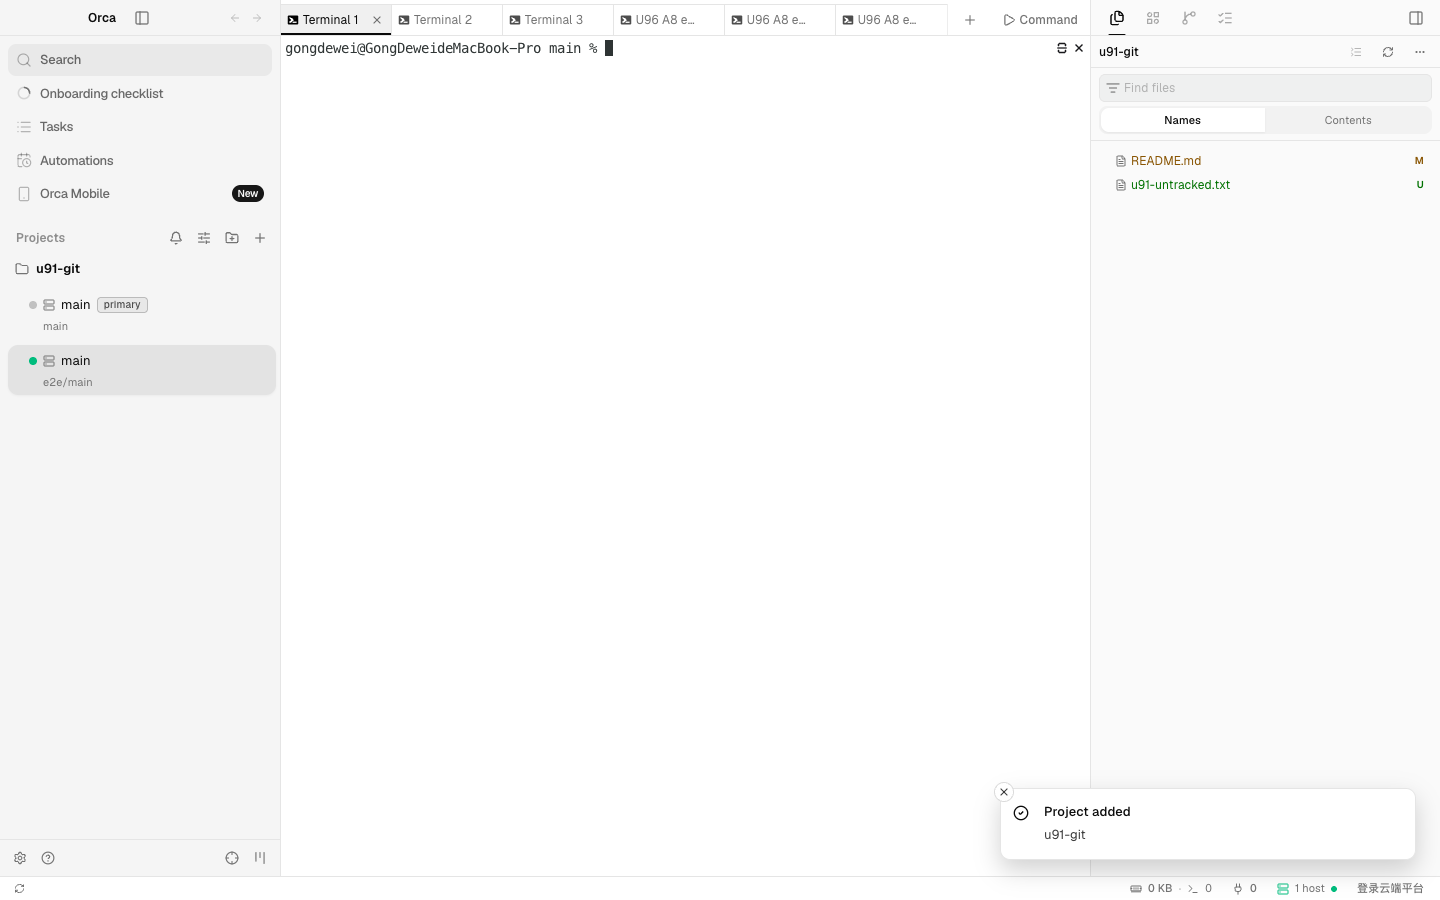 Orca
Terminal 1
Terminal 2
Terminal 3
U96 A8 e...
U96 A8 e...
U96 A8 e...
Command
Search
Onboarding checklist
Tasks
Automations
Orca Mobile
New
Projects
u91-git
main primary
main
main
e2e/main
gongdewei@GongDeweideMacBook-Pro main %
u91-git
Find files
Names
Contents
README.md M
u91-untracked.txt U
Project added
u91-git
0 KB · 0
0
1 host
登录云端平台